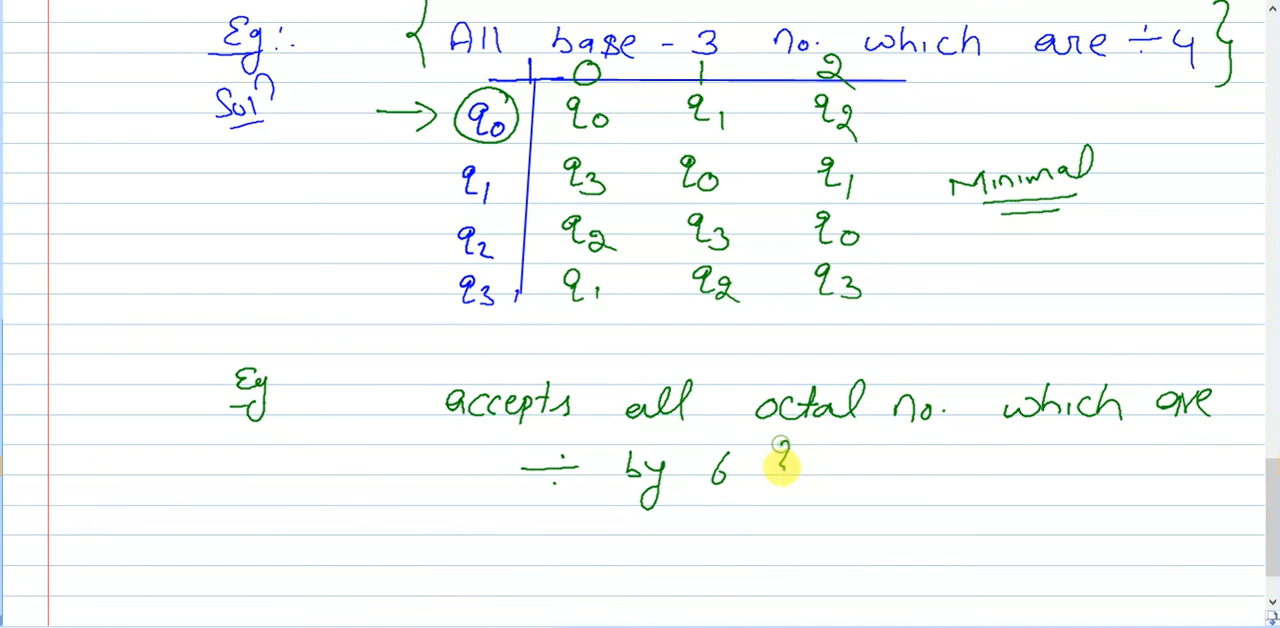 Eg:. { All base - 3 no. which are ÷ 4 }
Solⁿ 0 1 2
→ q0 q0 q1 q2
q1 q3 q0 q1 Minimal
q2 q2 q3 q0
q3 q1 q2 q3
Eg accepts all octal no. which are
÷ by 6 ?